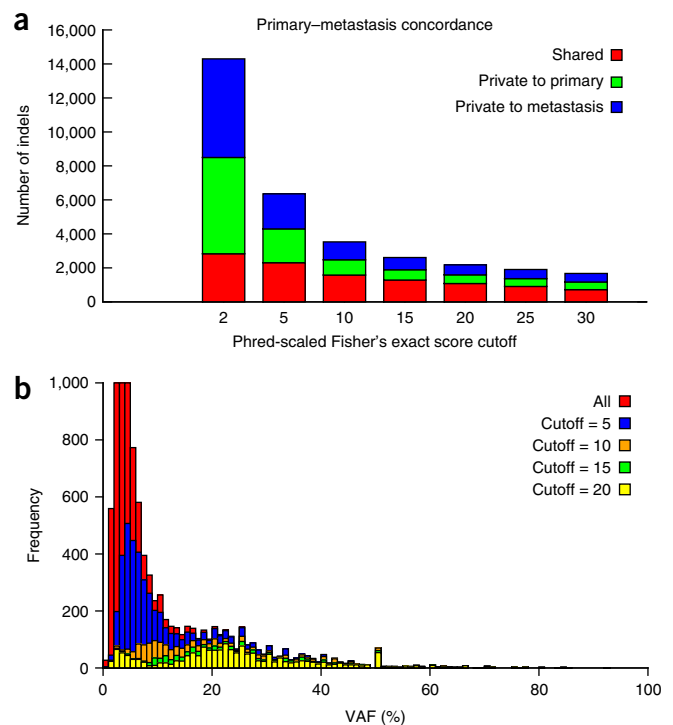 a
Primary–metastasis concordance
Shared
Private to primary
Private to metastasis
Number of indels
16,000
14,000
12,000
10,000
8,000
6,000
4,000
2,000
0
2 5 10 15 20 25 30
Phred-scaled Fisher's exact score cutoff
b
All
Cutoff = 5
Cutoff = 10
Cutoff = 15
Cutoff = 20
Frequency
1,000
800
600
400
200
0
0 20 40 60 80 100
VAF (%)